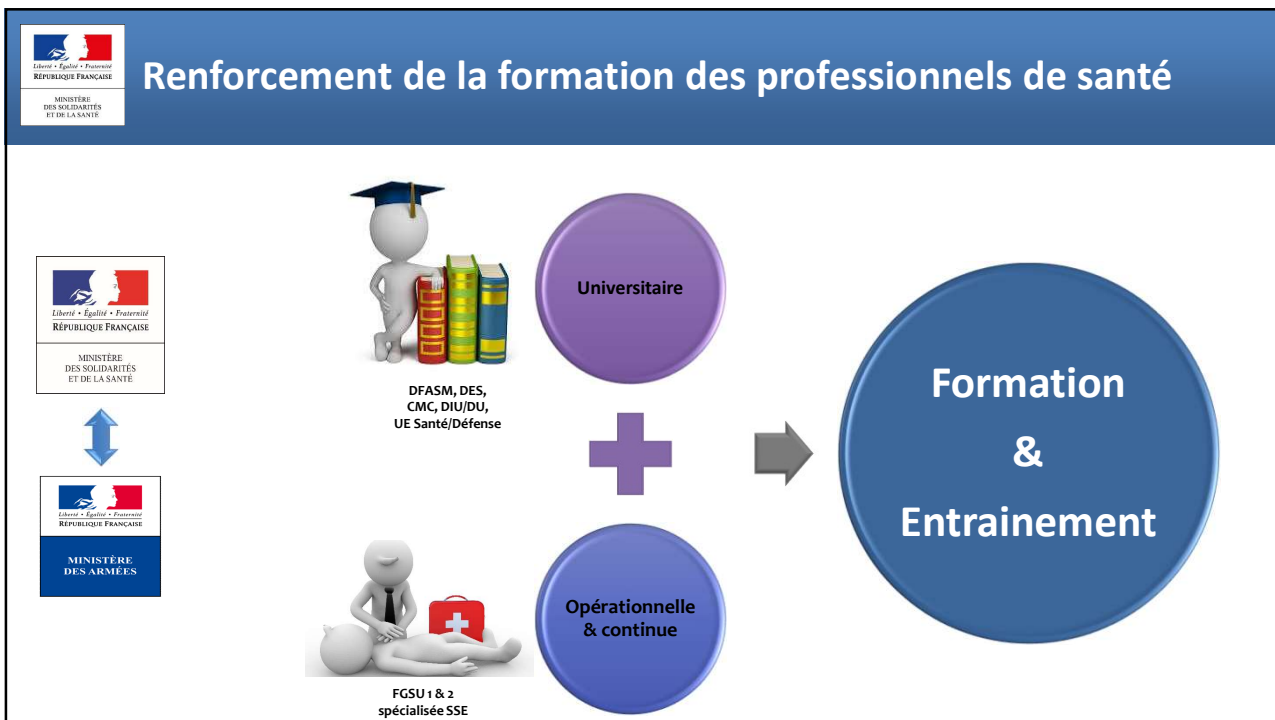 Liberté • Égalité • Fraternité
RÉPUBLIQUE FRANÇAISE
MINISTÈRE
DES SOLIDARITÉS
ET DE LA SANTÉ
Renforcement de la formation des professionnels de santé
Liberté • Égalité • Fraternité
RÉPUBLIQUE FRANÇAISE
MINISTÈRE
DES SOLIDARITÉS
ET DE LA SANTÉ
Liberté • Égalité • Fraternité
RÉPUBLIQUE FRANÇAISE
MINISTÈRE
DES ARMÉES
DFASM, DES,
CMC, DIU/DU,
UE Santé/Défense
Universitaire
FGSU 1 & 2
spécialisée SSE
Opérationnelle
& continue
Formation
&
Entrainement